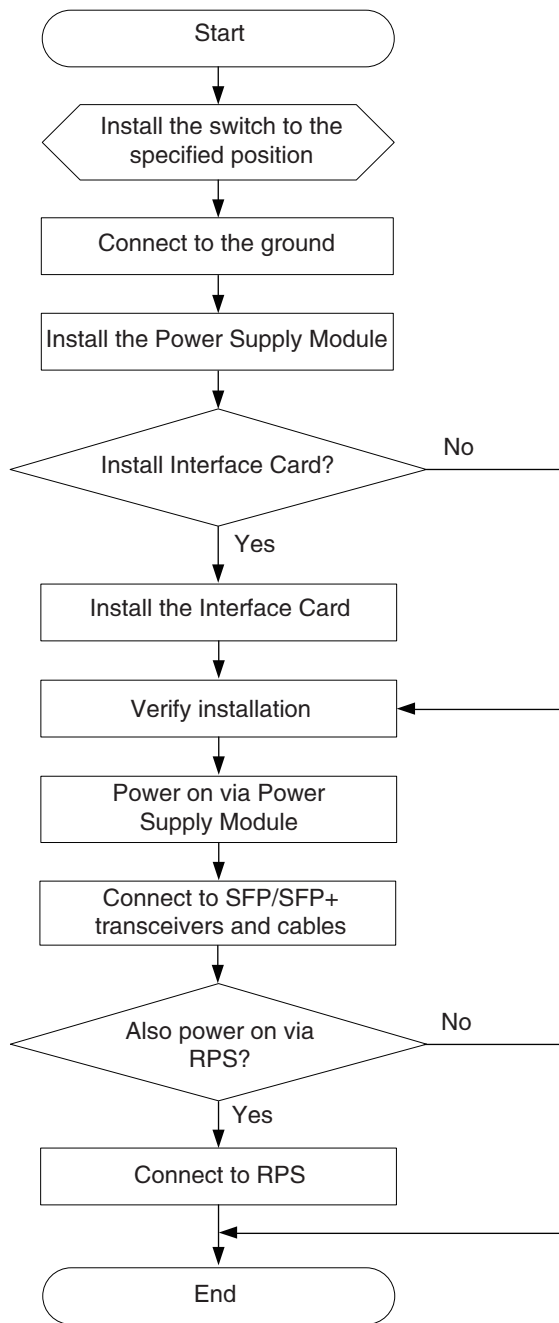 Start
Install the switch to the
specified position
Connect to the ground
Install the Power Supply Module
Install Interface Card?
No
Yes
Install the Interface Card
Verify installation
Power on via Power
Supply Module
Connect to SFP/SFP+
transceivers and cables
Also power on via
RPS?
No
Yes
Connect to RPS
End